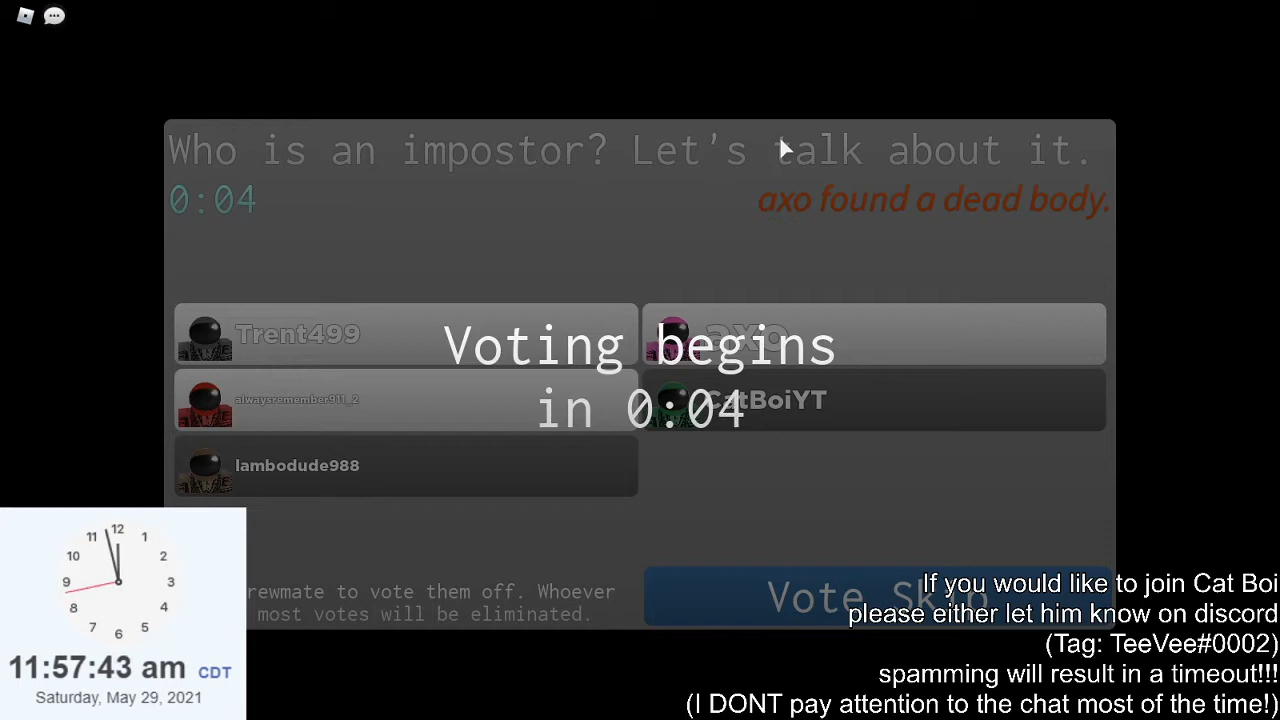 Who is an impostor? Let's talk about it.
0:04
axo found a dead body.
Trent499
axo
Voting begins
in 0:04
alwaysremember911_2
CatBoiYT
lambodude988
rewmate to vote them off. Whoever
most votes will be eliminated.
Vote Skip
If you would like to join Cat Boi
please either let him know on discord
(Tag: TeeVee#0002)
spamming will result in a timeout!!!
(I DONT pay attention to the chat most of the time!)
12
1
2
3
4
5
6
7
8
9
10
11
11:57:43 am CDT
Saturday, May 29, 2021